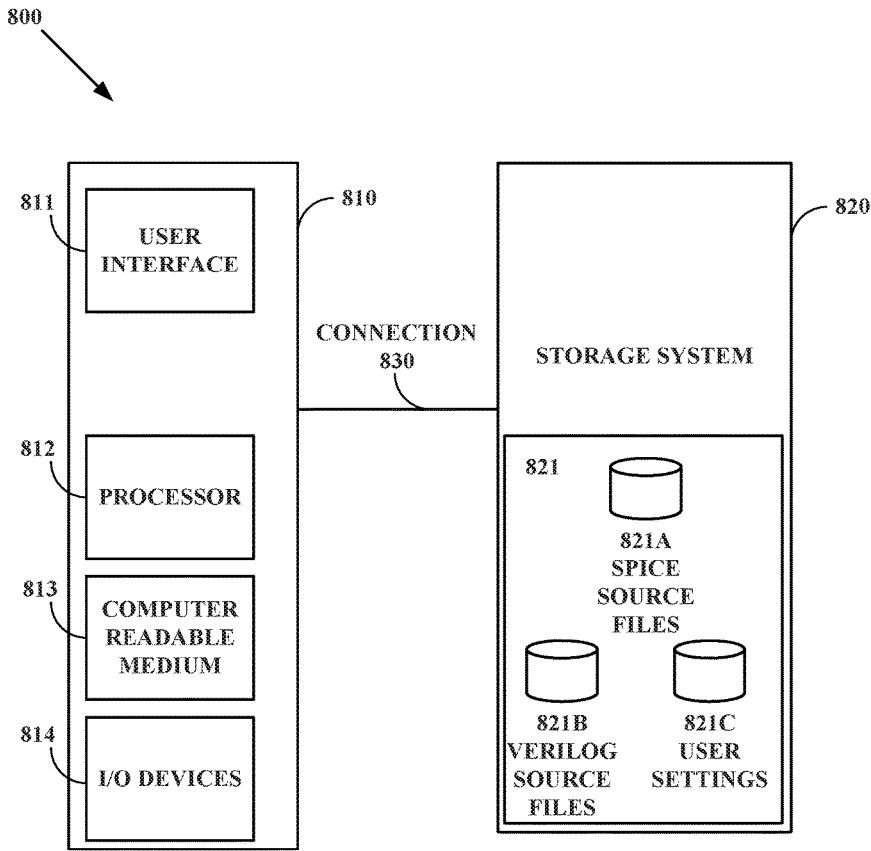 800
811
USER
INTERFACE
810
820
CONNECTION
830
STORAGE SYSTEM
812
PROCESSOR
821
821A
SPICE
SOURCE
FILES
813
COMPUTER
READABLE
MEDIUM
821B
VERILOG
SOURCE
FILES
821C
USER
SETTINGS
814
I/O DEVICES